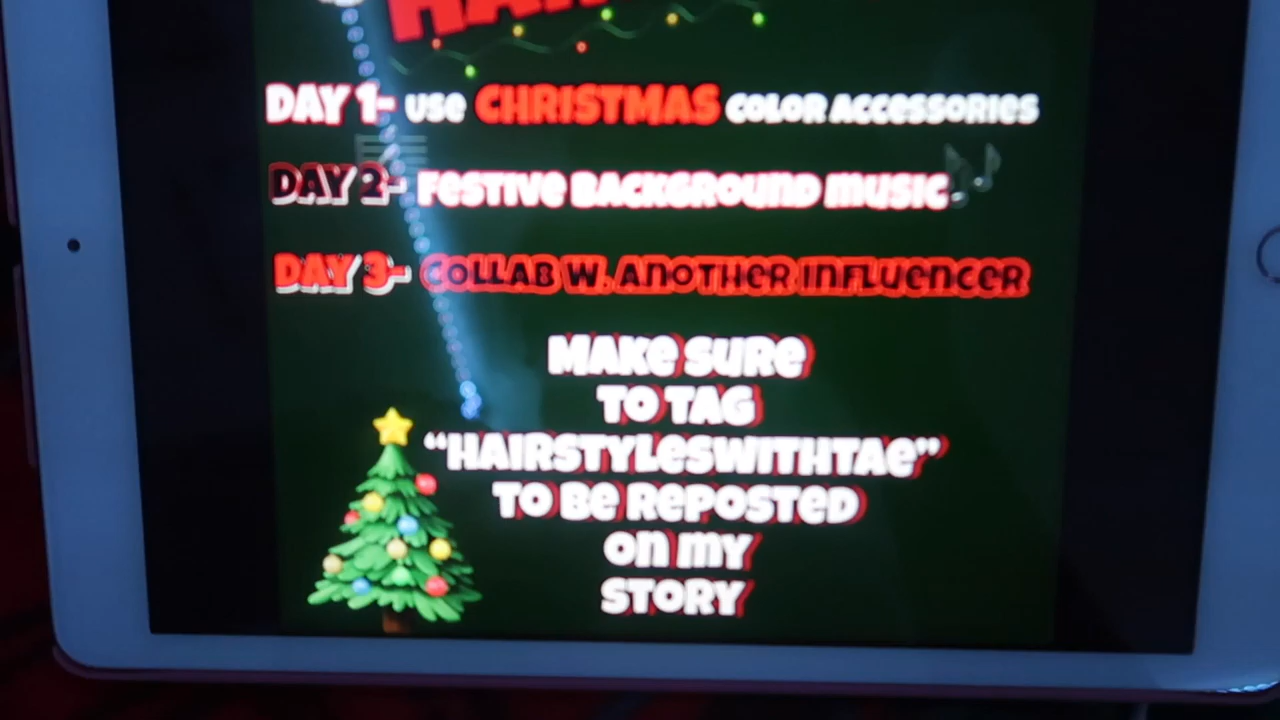 DAY 1- USE CHRISTMAS COLOR ACCESSORIES
DAY 2- FESTIVE BACKGROUND MUSIC
DAY 3- COLLAB W. ANOTHER INFLUENCER
MAKE SURE
TO TAG
“HAIRSTYLESWITHTAE”
TO BE REPOSTED
ON MY
STORY